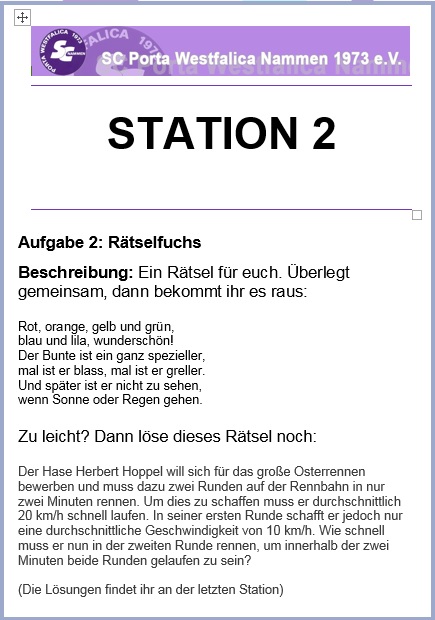 SC Porta Westfalica Nammen 1973 e.V.
STATION 2
Aufgabe 2: Rätselfuchs
Beschreibung: Ein Rätsel für euch. Überlegt
gemeinsam, dann bekommt ihr es raus:
Rot, orange, gelb und grün,
blau und lila, wunderschön!
Der Bunte ist ein ganz spezieller,
mal ist er blass, mal ist er greller.
Und später ist er nicht zu sehen,
wenn Sonne oder Regen gehen.
Zu leicht? Dann löse dieses Rätsel noch:
Der Hase Herbert Hoppel will sich für das große Osterrennen
bewerben und muss dazu zwei Runden auf der Rennbahn in nur
zwei Minuten rennen. Um dies zu schaffen muss er durchschnittlich
20 km/h schnell laufen. In seiner ersten Runde schafft er jedoch nur
eine durchschnittliche Geschwindigkeit von 10 km/h. Wie schnell
muss er nun in der zweiten Runde rennen, um innerhalb der zwei
Minuten beide Runden gelaufen zu sein?
(Die Lösungen findet ihr an der letzten Station)